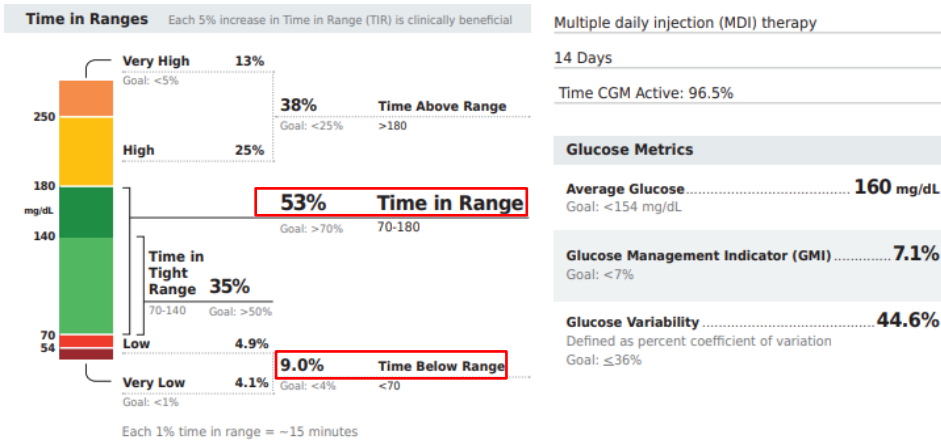 Time in Ranges Each 5% increase in Time in Range (TIR) is clinically beneficial
Very High 13%
Goal: <5%
38% Time Above Range
Goal: <25% >180
250
High 25%
180
mg/dL
53% Time in Range
Goal: >70% 70-180
140
Time in
Tight
Range 35%
70-140 Goal: >50%
70
54
Low 4.9%
9.0% Time Below Range
Goal: <4% <70
Very Low 4.1%
Goal: <1%
Each 1% time in range = ~15 minutes
Multiple daily injection (MDI) therapy
14 Days
Time CGM Active: 96.5%
Glucose Metrics
Average Glucose 160 mg/dL
Goal: <154 mg/dL
Glucose Management Indicator (GMI) 7.1%
Goal: <7%
Glucose Variability 44.6%
Defined as percent coefficient of variation
Goal: ≤36%